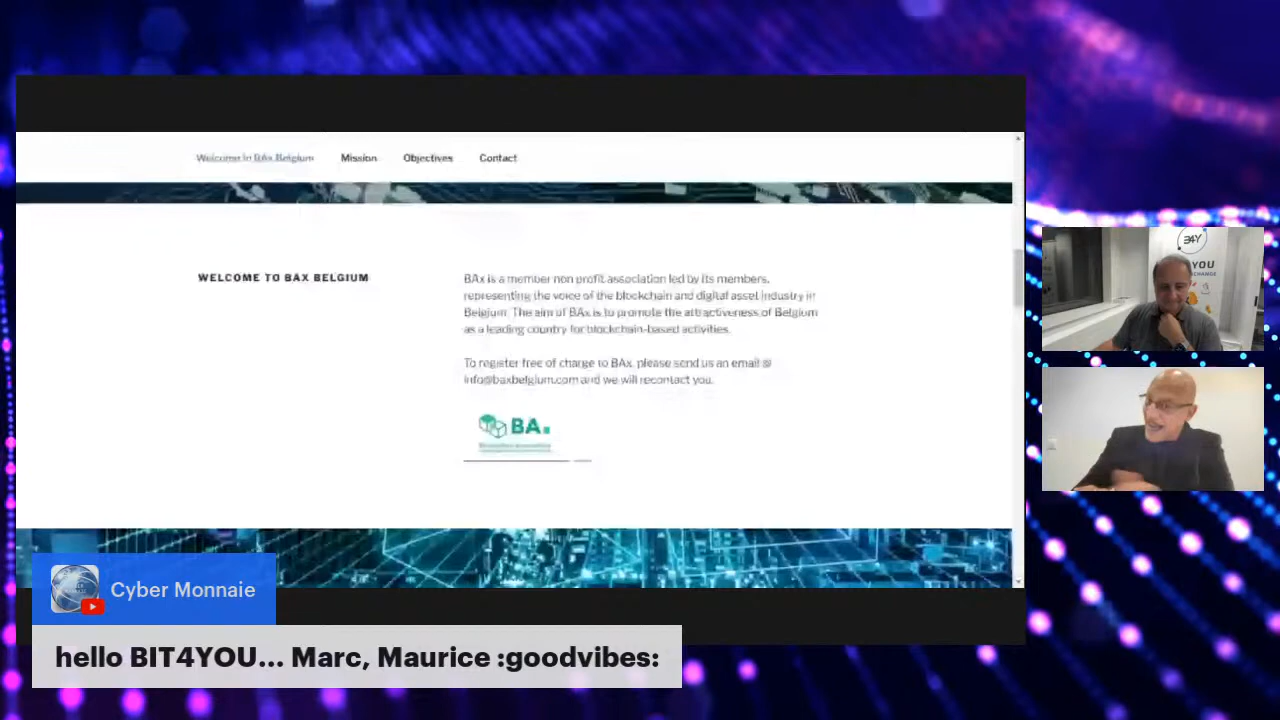 Welcome to BAx Belgium Mission Objectives Contact
WELCOME TO BAX BELGIUM
BAx is a member non profit association led by its members,
representing the voice of the blockchain and digital asset industry in
Belgium. The aim of BAx is to promote the attractiveness of Belgium
as a leading country for blockchain-based activities.
To register free of charge to BAx, please send us an email @
info@baxbelgium.com and we will recontact you.
BA.
B4Y
YOU
Cyber Monnaie
hello BIT4YOU... Marc, Maurice :goodvibes: